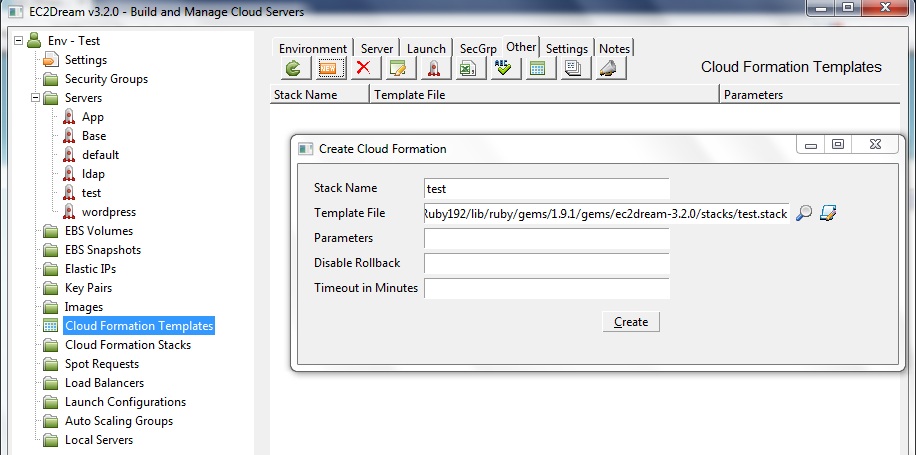 EC2Dream v3.2.0 - Build and Manage Cloud Servers
Env - Test
Settings
Security Groups
Servers
App
Base
default
ldap
test
wordpress
EBS Volumes
EBS Snapshots
Elastic IPs
Key Pairs
Images
Cloud Formation Templates
Cloud Formation Stacks
Spot Requests
Load Balancers
Launch Configurations
Auto Scaling Groups
Local Servers
Environment Server Launch SecGrp Other Settings Notes
NEW ABC Cloud Formation Templates
Stack Name Template File Parameters
Create Cloud Formation
Stack Name test
Template File Ruby192/lib/ruby/gems/1.9.1/gems/ec2dream-3.2.0/stacks/test.stack
Parameters
Disable Rollback
Timeout in Minutes
Create